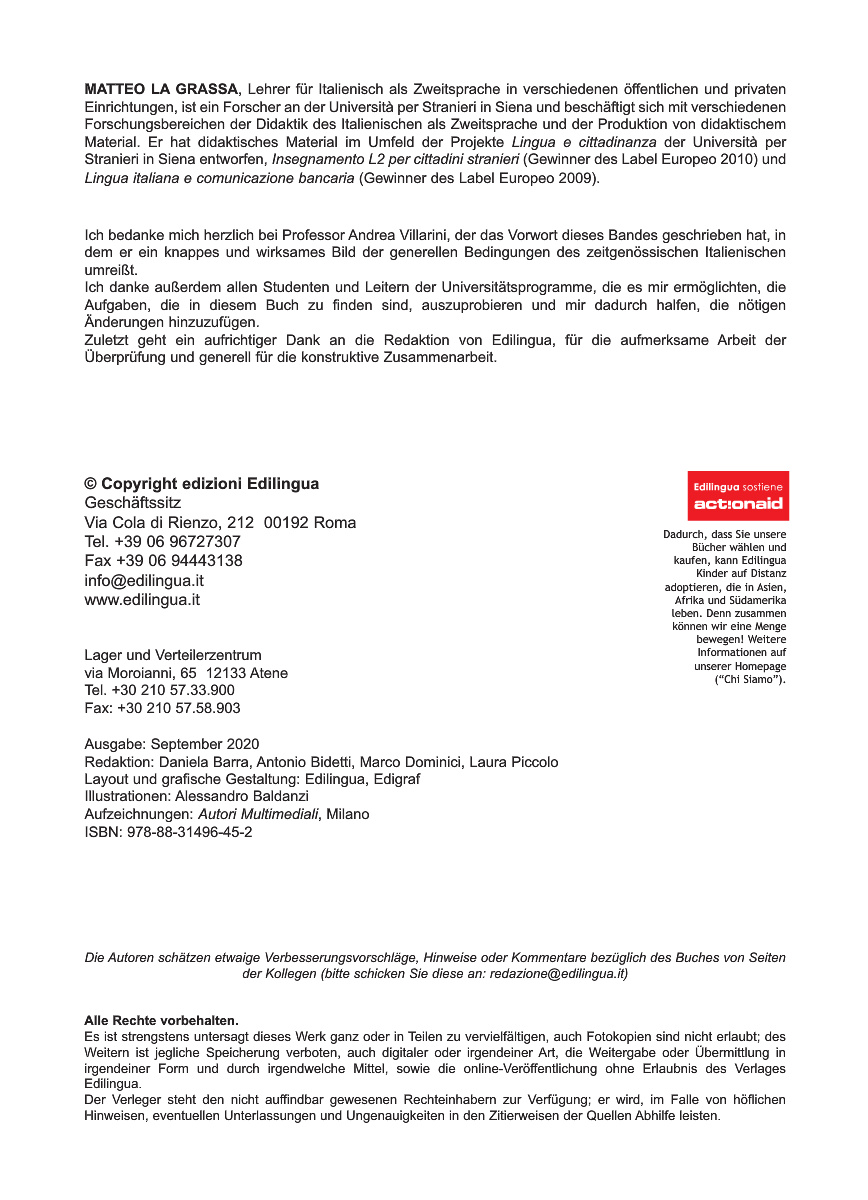 MATTEO LA GRASSA, Lehrer für Italienisch als Zweitsprache in verschiedenen öffentlichen und privaten
Einrichtungen, ist ein Forscher an der Università per Stranieri in Siena und beschäftigt sich mit verschiedenen
Forschungsbereichen der Didaktik des Italienischen als Zweitsprache und der Produktion von didaktischem
Material. Er hat didaktisches Material im Umfeld der Projekte Lingua e cittadinanza der Università per
Stranieri in Siena entworfen, Insegnamento L2 per cittadini stranieri (Gewinner des Label Europeo 2010) und
Lingua italiana e comunicazione bancaria (Gewinner des Label Europeo 2009).
Ich bedanke mich herzlich bei Professor Andrea Villarini, der das Vorwort dieses Bandes geschrieben hat, in
dem er ein knappes und wirksames Bild der generellen Bedingungen des zeitgenössischen Italienischen
umreißt.
Ich danke außerdem allen Studenten und Leitern der Universitätsprogramme, die es mir ermöglichten, die
Aufgaben, die in diesem Buch zu finden sind, auszuprobieren und mir dadurch halfen, die nötigen
Änderungen hinzuzufügen.
Zuletzt geht ein aufrichtiger Dank an die Redaktion von Edilingua, für die aufmerksame Arbeit der
Überprüfung und generell für die konstruktive Zusammenarbeit.
© Copyright edizioni Edilingua
Geschäftssitz
Via Cola di Rienzo, 212 00192 Roma
Tel. +39 06 96727307
Fax +39 06 94443138
info@edilingua.it
www.edilingua.it
Edilingua sostiene
act:onaid
Dadurch, dass Sie unsere
Bücher wählen und
kaufen, kann Edilingua
Kinder auf Distanz
adoptieren, die in Asien,
Afrika und Südamerika
leben. Denn zusammen
können wir eine Menge
bewegen! Weitere
Informationen auf
unserer Homepage
(“Chi Siamo”).
Lager und Verteilerzentrum
via Moroianni, 65 12133 Atene
Tel. +30 210 57.33.900
Fax: +30 210 57.58.903
Ausgabe: September 2020
Redaktion: Daniela Barra, Antonio Bidetti, Marco Dominici, Laura Piccolo
Layout und grafische Gestaltung: Edilingua, Edigraf
Illustrationen: Alessandro Baldanzi
Aufzeichnungen: Autori Multimediali, Milano
ISBN: 978-88-31496-45-2
Die Autoren schätzen etwaige Verbesserungsvorschläge, Hinweise oder Kommentare bezüglich des Buches von Seiten
der Kollegen (bitte schicken Sie diese an: redazione@edilingua.it)
Alle Rechte vorbehalten.
Es ist strengstens untersagt dieses Werk ganz oder in Teilen zu vervielfältigen, auch Fotokopien sind nicht erlaubt; des
Weitern ist jegliche Speicherung verboten, auch digitaler oder irgendeiner Art, die Weitergabe oder Übermittlung in
irgendeiner Form und durch irgendwelche Mittel, sowie die online-Veröffentlichung ohne Erlaubnis des Verlages
Edilingua.
Der Verleger steht den nicht auffindbar gewesenen Rechteinhabern zur Verfügung; er wird, im Falle von höflichen
Hinweisen, eventuellen Unterlassungen und Ungenauigkeiten in den Zitierweisen der Quellen Abhilfe leisten.